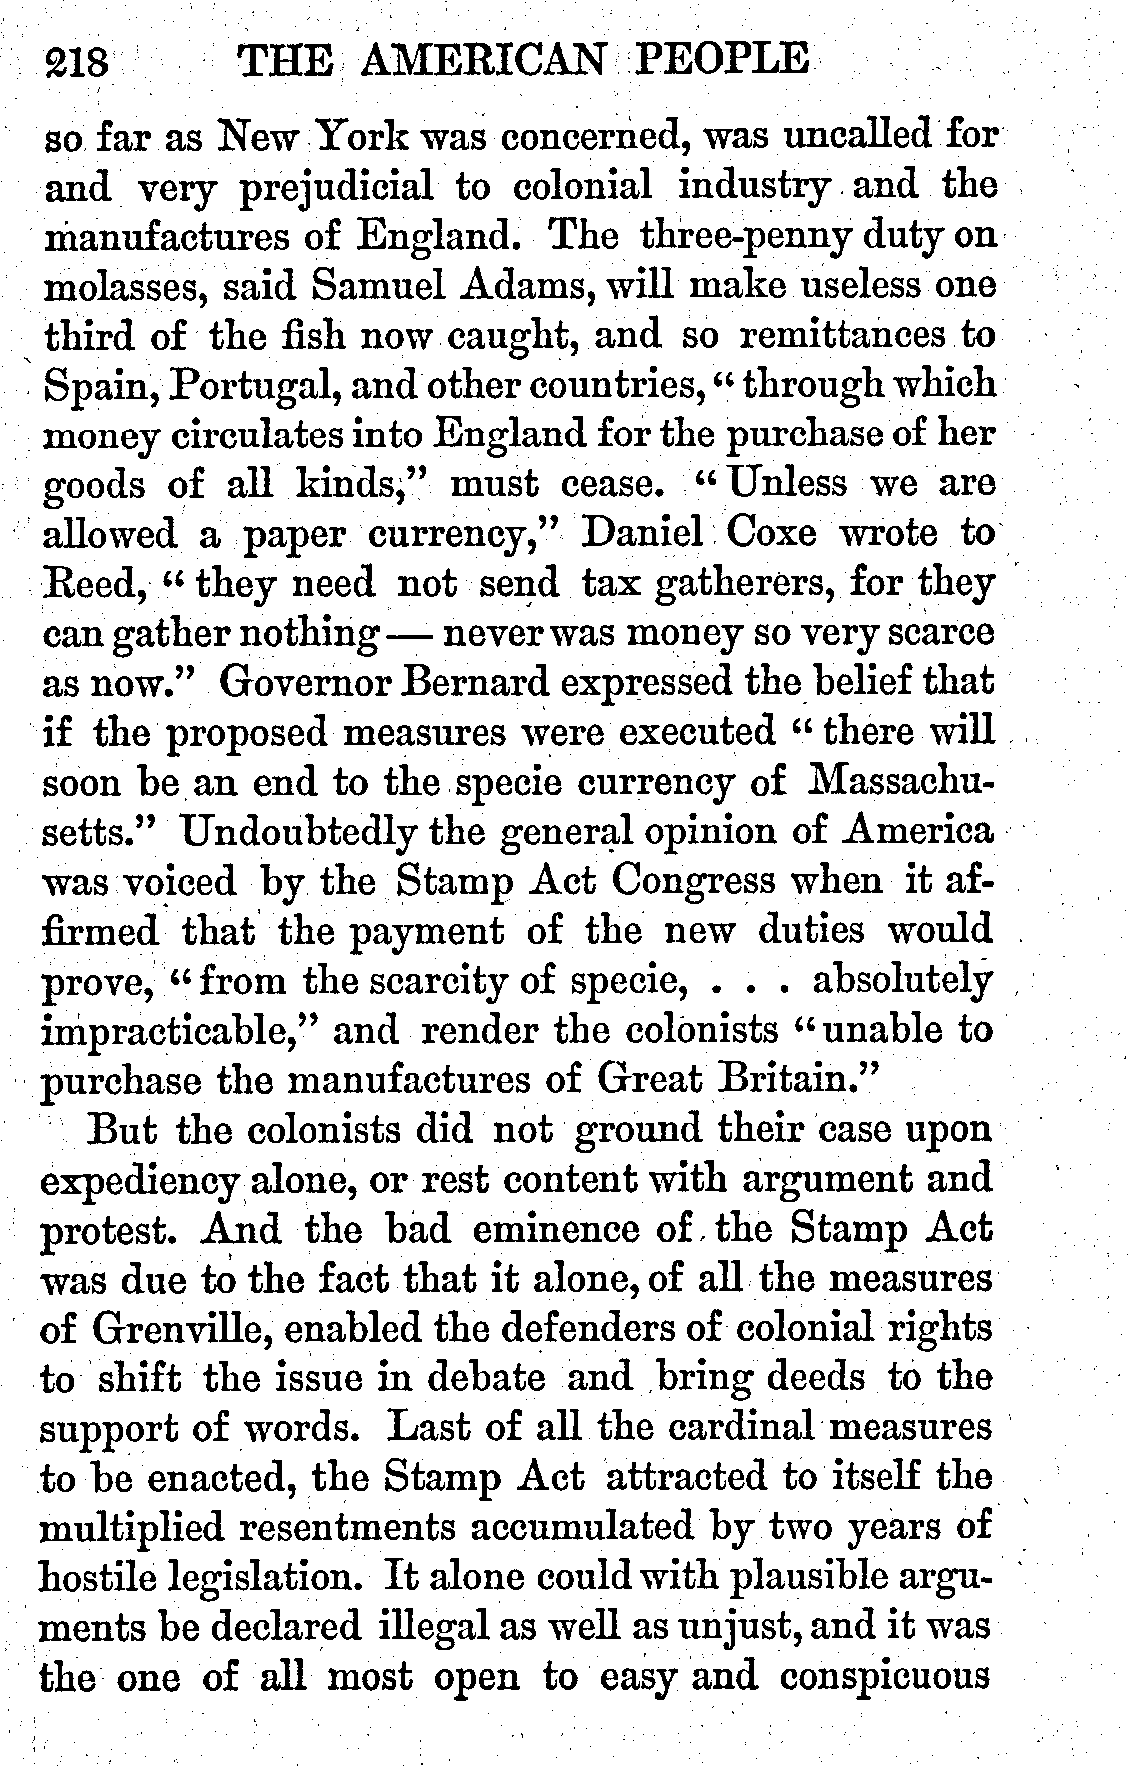 218 THE AMERICAN PEOPLE
so far as New York was concerned, was uncalled for
and very prejudicial to colonial industry and the
manufactures of England. The three-penny duty on
molasses, said Samuel Adams, will make useless one
third of the fish now caught, and so remittances to
Spain, Portugal, and other countries, “ through which
money circulates into England for the purchase of her
goods of all kinds,” must cease. “ Unless we are
allowed a paper currency,” Daniel Coxe wrote to
Reed, “ they need not send tax gatherers, for they
can gather nothing — never was money so very scarce
as now.” Governor Bernard expressed the belief that
if the proposed measures were executed “ there will
soon be an end to the specie currency of Massachu-
setts.” Undoubtedly the general opinion of America
was voiced by the Stamp Act Congress when it af-
firmed that the payment of the new duties would
prove, “ from the scarcity of specie, . . . absolutely
impracticable,” and render the colonists “ unable to
purchase the manufactures of Great Britain.”
But the colonists did not ground their case upon
expediency alone, or rest content with argument and
protest. And the bad eminence of the Stamp Act
was due to the fact that it alone, of all the measures
of Grenville, enabled the defenders of colonial rights
to shift the issue in debate and bring deeds to the
support of words. Last of all the cardinal measures
to be enacted, the Stamp Act attracted to itself the
multiplied resentments accumulated by two years of
hostile legislation. It alone could with plausible argu-
ments be declared illegal as well as unjust, and it was
the one of all most open to easy and conspicuous